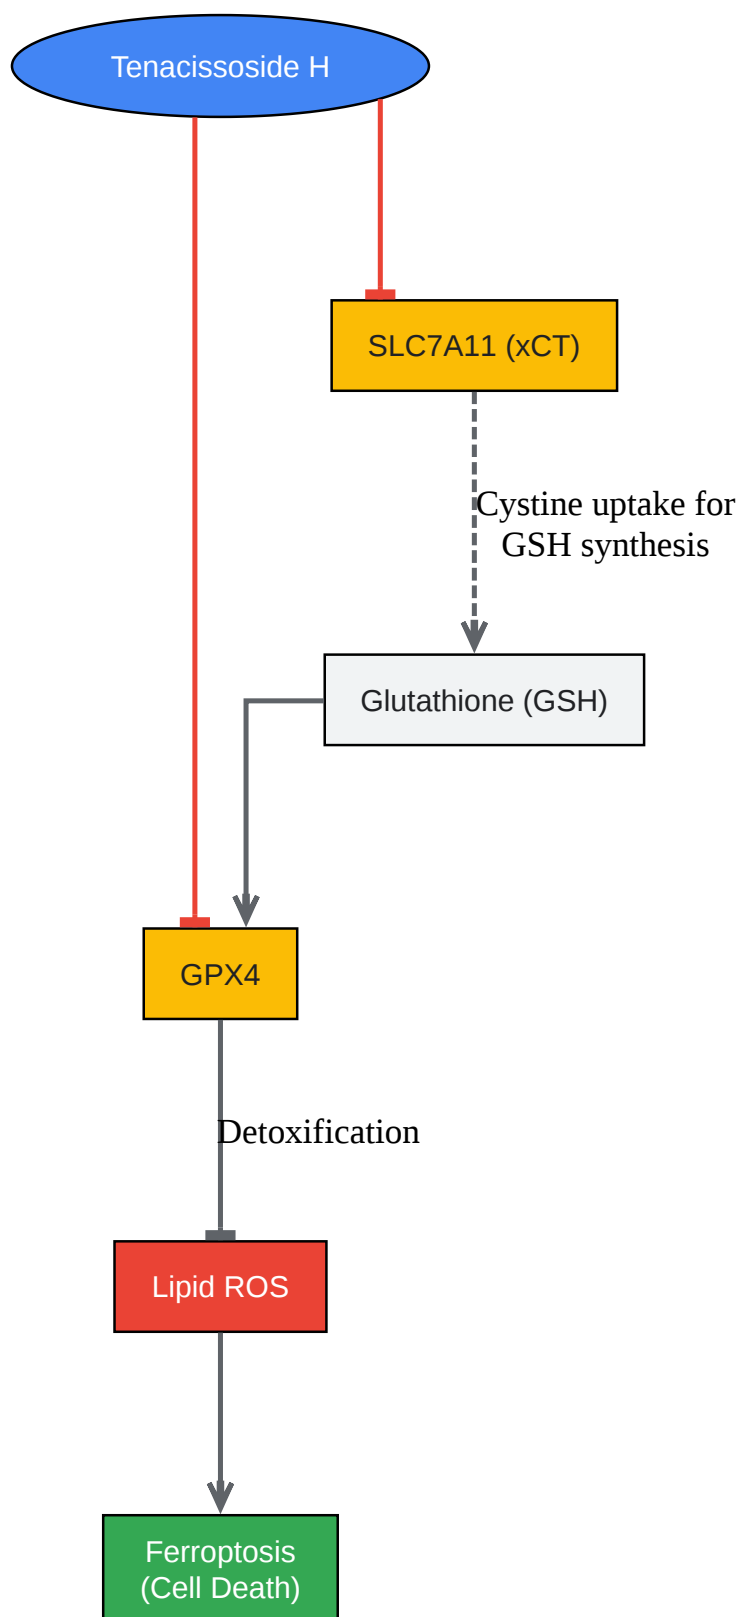 Tenacissoside H
SLC7A11 (xCT)
Cystine uptake for
GSH synthesis
Glutathione (GSH)
GPX4
Detoxification
Lipid ROS
Ferroptosis
(Cell Death)